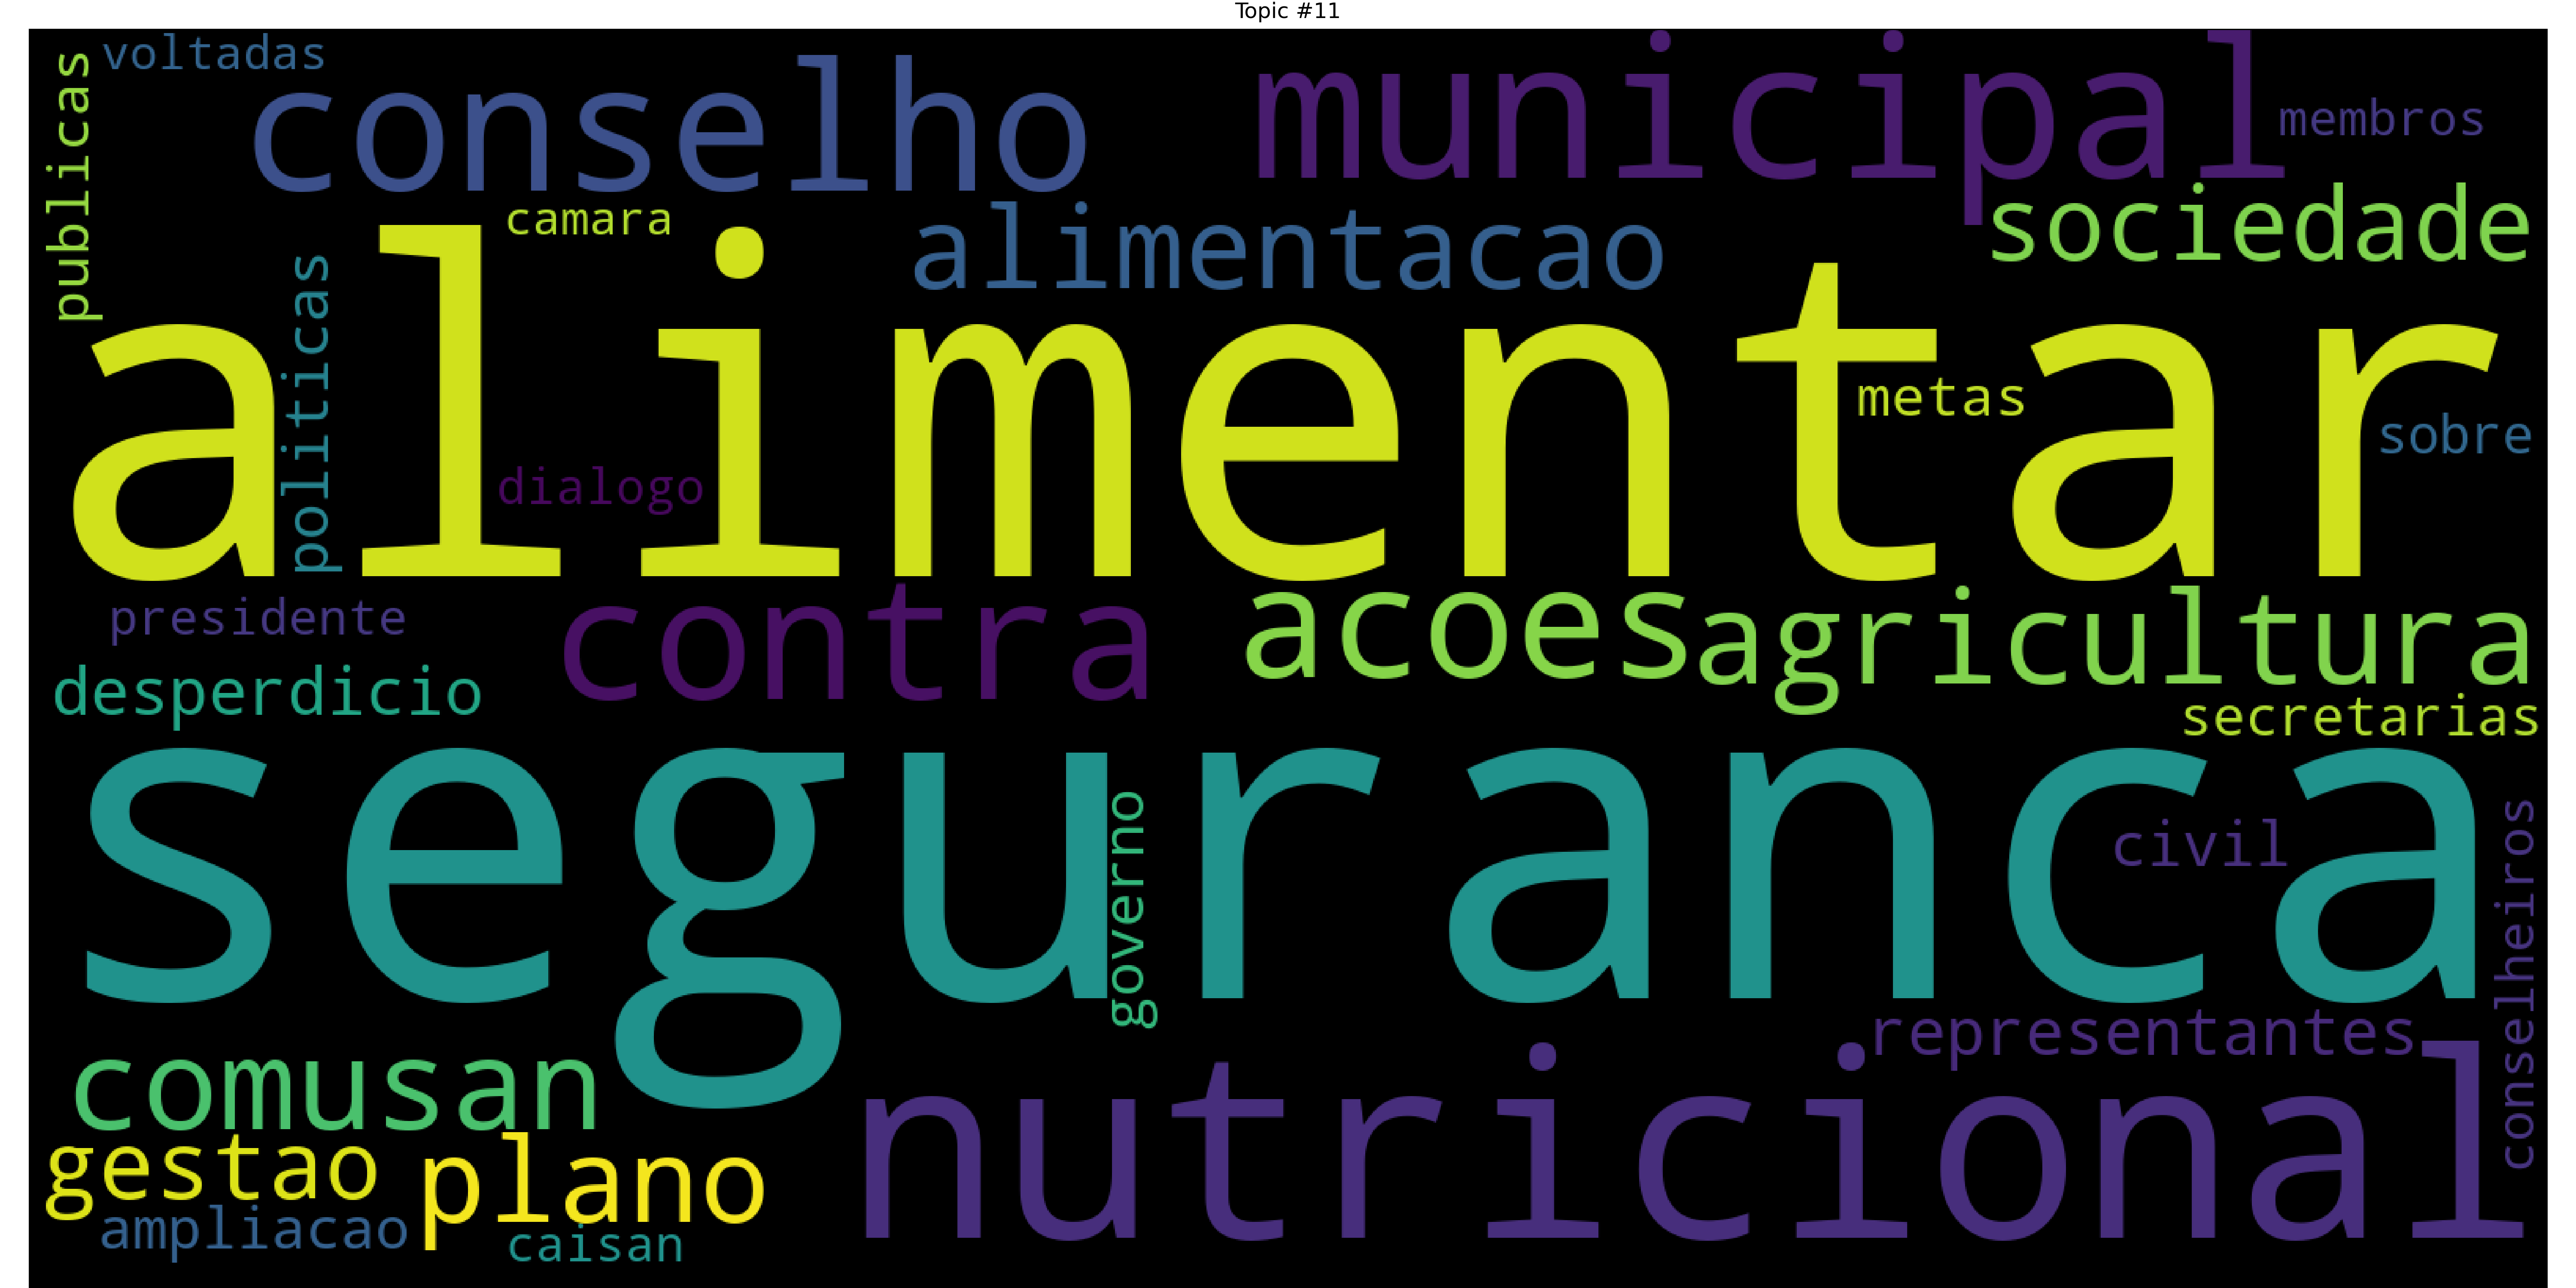 Topic #11
voltadas
publicas
conselho
municipal
membros
camara
alimentacao
sociedade
politicas
alimentar
metas
sobre
dialogo
presidente
contra
acoes
agricultura
desperdicio
secretarias
seguranca
governo
civil
conselheiros
representantes
comusan
nutricional
gestao
plano
ampliacao
caisan